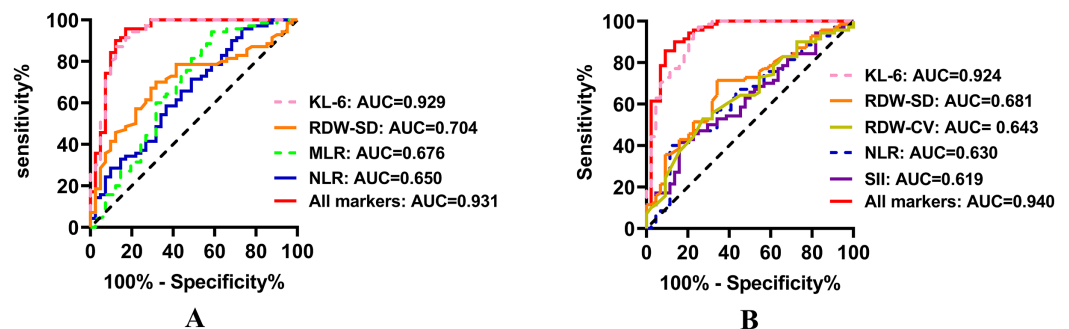 sensitivity%
100
80
60
40
20
0
0 20 40 60 80 100
100% - Specificity%
KL-6: AUC=0.929
RDW-SD: AUC=0.704
MLR: AUC=0.676
NLR: AUC=0.650
All markers: AUC=0.931
A
Sensitivity%
100
80
60
40
20
0
0 20 40 60 80 100
100% - Specificity%
KL-6: AUC=0.924
RDW-SD: AUC=0.681
RDW-CV: AUC= 0.643
NLR: AUC=0.630
SII: AUC=0.619
All markers: AUC=0.940
B